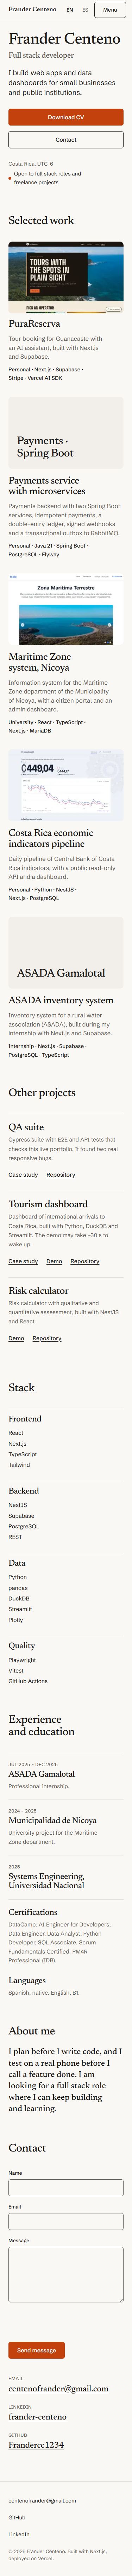 Frander Centeno
EN
ES
Menu
Frander Centeno
Full stack developer
I build web apps and data
dashboards for small businesses
and public institutions.
Download CV
Contact
Costa Rica, UTC-6
Open to full stack roles and
freelance projects
Selected work
TOURS WITH
THE SPOTS IN
PLAIN SIGHT
PuraReserva
Tour booking for Guanacaste with
an AI assistant, built with Next.js
and Supabase.
Personal · Next.js · Supabase ·
Stripe · Vercel AI SDK
Payments ·
Spring Boot
Payments service
with microservices
Payments backend with two Spring Boot
services, idempotent payments, a
double-entry ledger, signed webhooks
and a transactional outbox to RabbitMQ.
Personal · Java 21 · Spring Boot ·
PostgreSQL · Flyway
Zona Marítima Terrestre
Maritime Zone
system, Nicoya
Information system for the Maritime
Zone department of the Municipality
of Nicoya, with a citizen portal and an
admin dashboard.
University · React · TypeScript ·
Next.js · MariaDB
₡449,04
Costa Rica economic
indicators pipeline
Daily pipeline of Central Bank of Costa
Rica indicators, with a public read-only
API and a dashboard.
Personal · Python · NestJS ·
Next.js · PostgreSQL
ASADA Gamalotal
ASADA inventory system
Inventory system for a rural water
association (ASADA), built during my
internship with Next.js and Supabase.
Internship · Next.js · Supabase ·
PostgreSQL · TypeScript
Other projects
QA suite
Cypress suite with E2E and API tests that
checks this live portfolio. It found two real
responsive bugs.
Case study
Repository
Tourism dashboard
Dashboard of international arrivals to
Costa Rica, built with Python, DuckDB and
Streamlit. The demo may take ~30 s to
wake up.
Case study
Demo
Repository
Risk calculator
Risk calculator with qualitative and
quantitative assessment, built with NestJS
and React.
Demo
Repository
Stack
Frontend
React
Next.js
TypeScript
Tailwind
Backend
NestJS
Supabase
PostgreSQL
REST
Data
Python
pandas
DuckDB
Streamlit
Plotly
Quality
Playwright
Vitest
GitHub Actions
Experience
and education
JUL 2025 – DEC 2025
ASADA Gamalotal
Professional internship.
2024 – 2025
Municipalidad de Nicoya
University project for the Maritime
Zone department.
2025
Systems Engineering,
Universidad Nacional
Certifications
DataCamp: AI Engineer for Developers,
Data Engineer, Data Analyst, Python
Developer, SQL Associate. Scrum
Fundamentals Certified. PM4R
Professional (IDB).
Languages
Spanish, native. English, B1.
About me
I plan before I write code, and I
test on a real phone before I
call a feature done. I am
looking for a full stack role
where I can keep building
and learning.
Contact
Name
Email
Message
Send message
EMAIL
centenofrander@gmail.com
LINKEDIN
frander-centeno
GITHUB
Frandercc1234
centenofrander@gmail.com
GitHub
LinkedIn
© 2026 Frander Centeno. Built with Next.js,
deployed on Vercel.